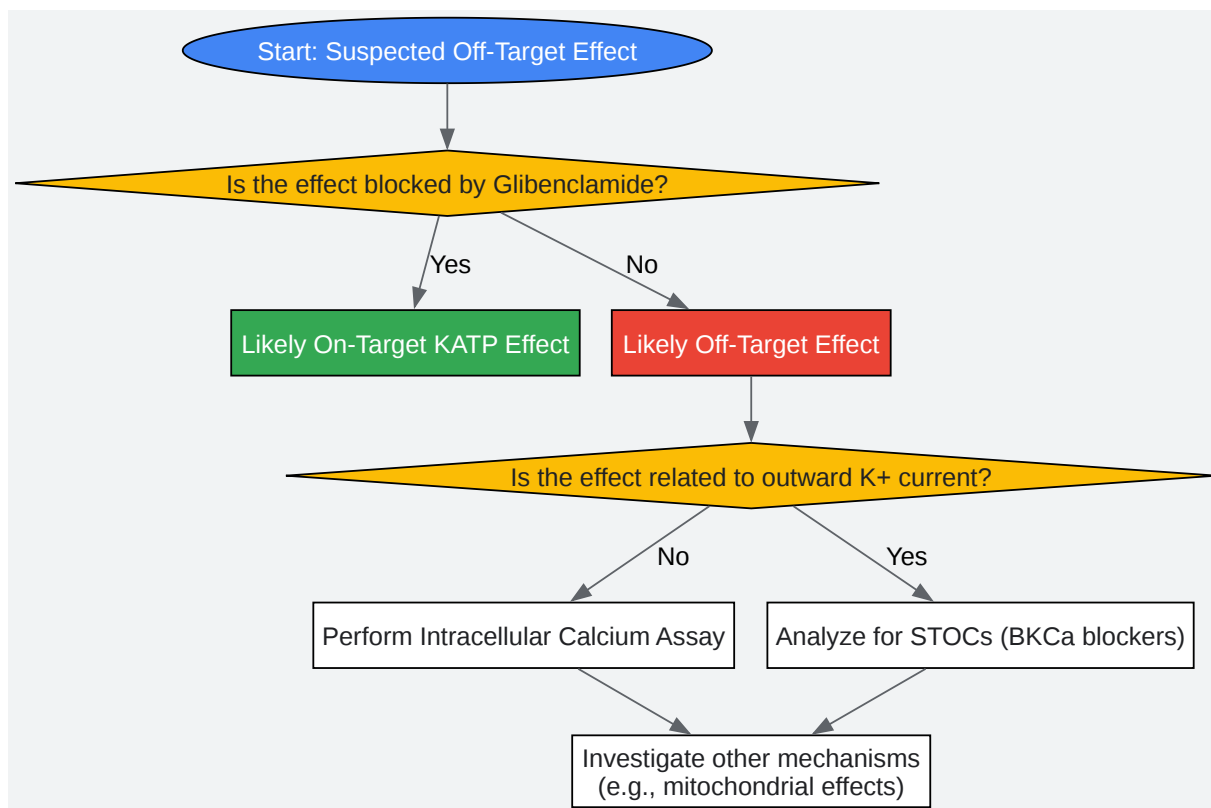 Start: Suspected Off-Target Effect
Is the effect blocked by Glibenclamide?
Yes
No
Likely On-Target KATP Effect
Likely Off-Target Effect
Is the effect related to outward K+ current?
No
Yes
Perform Intracellular Calcium Assay
Analyze for STOCs (BKCa blockers)
Investigate other mechanisms
(e.g., mitochondrial effects)